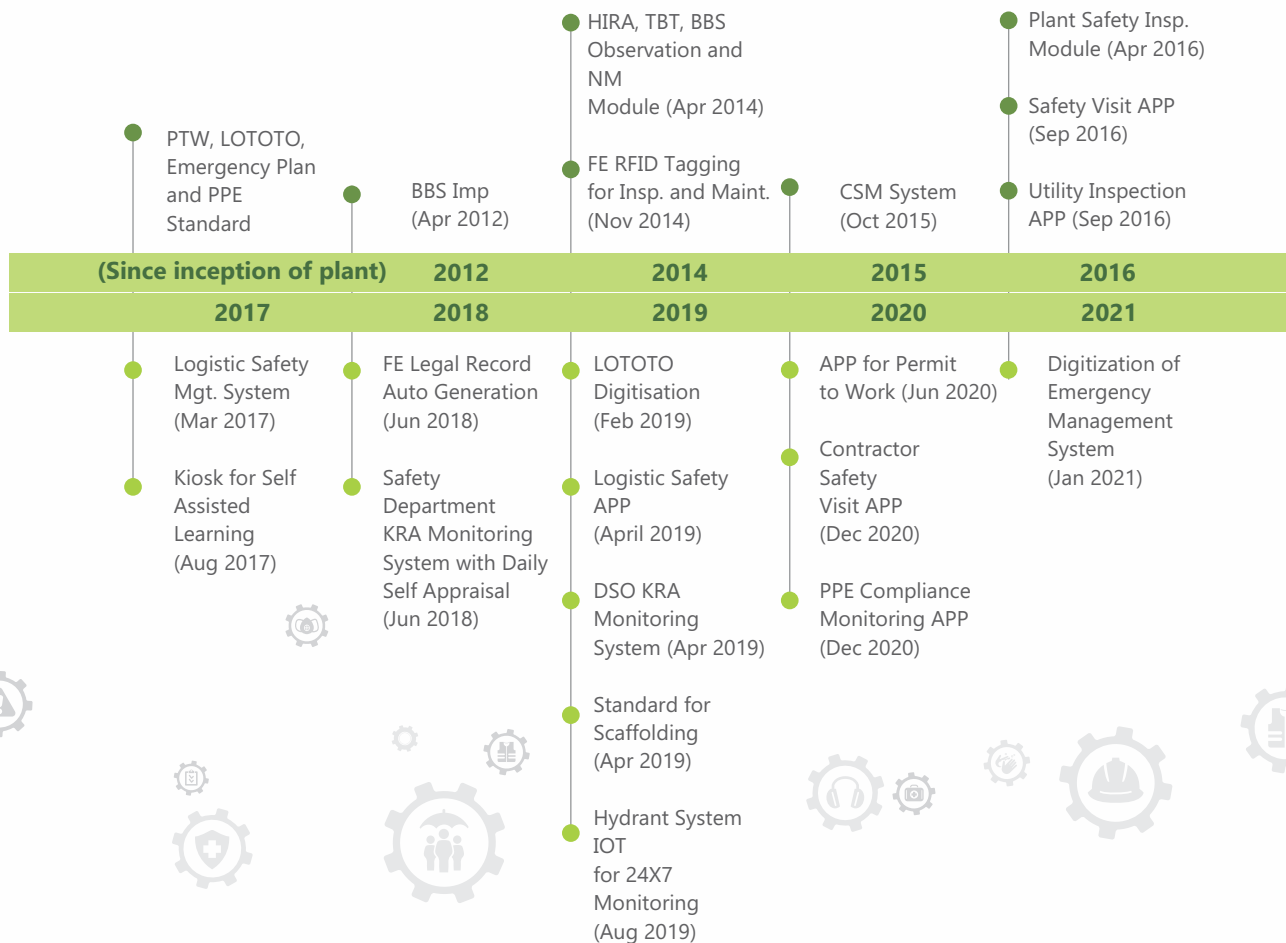 PTW, LOTOTO,
Emergency Plan
and PPE
Standard
BBS Imp
(Apr 2012)
HIRA, TBT, BBS
Observation and
NM
Module (Apr 2014)
FE RFID Tagging
for Insp. and Maint.
(Nov 2014)
CSM System
(Oct 2015)
Plant Safety Insp.
Module (Apr 2016)
Safety Visit APP
(Sep 2016)
Utility Inspection
APP (Sep 2016)
(Since inception of plant) 2012 2014 2015 2016
2017 2018 2019 2020 2021
Logistic Safety
Mgt. System
(Mar 2017)
Kiosk for Self
Assisted
Learning
(Aug 2017)
FE Legal Record
Auto Generation
(Jun 2018)
Safety
Department
KRA Monitoring
System with Daily
Self Appraisal
(Jun 2018)
LOTOTO
Digitisation
(Feb 2019)
Logistic Safety
APP
(April 2019)
DSO KRA
Monitoring
System (Apr 2019)
Standard for
Scaffolding
(Apr 2019)
Hydrant System
IOT
for 24X7
Monitoring
(Aug 2019)
APP for Permit
to Work (Jun 2020)
Contractor
Safety
Visit APP
(Dec 2020)
PPE Compliance
Monitoring APP
(Dec 2020)
Digitization of
Emergency
Management
System
(Jan 2021)